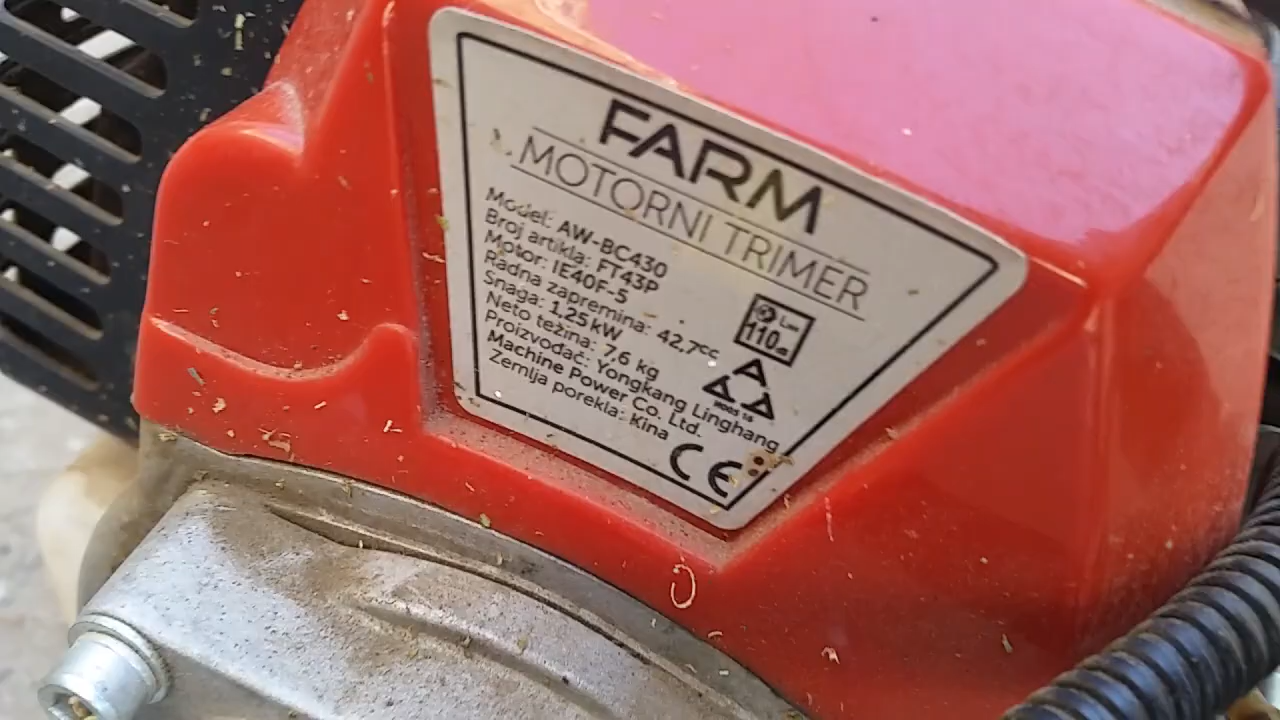 FARM
MOTORNI TRIMER
Model: AW-BC430
Broj artikla: FT43P
Motor: IE40F-5
Radna zapremina: 42,7cc
Snaga: 1,25 kW
Neto težina: 7,6 kg
Proizvođač: Yongkang Linghang
Machine Power Co. Ltd.
Zemlja porekla: Kina
110
CE